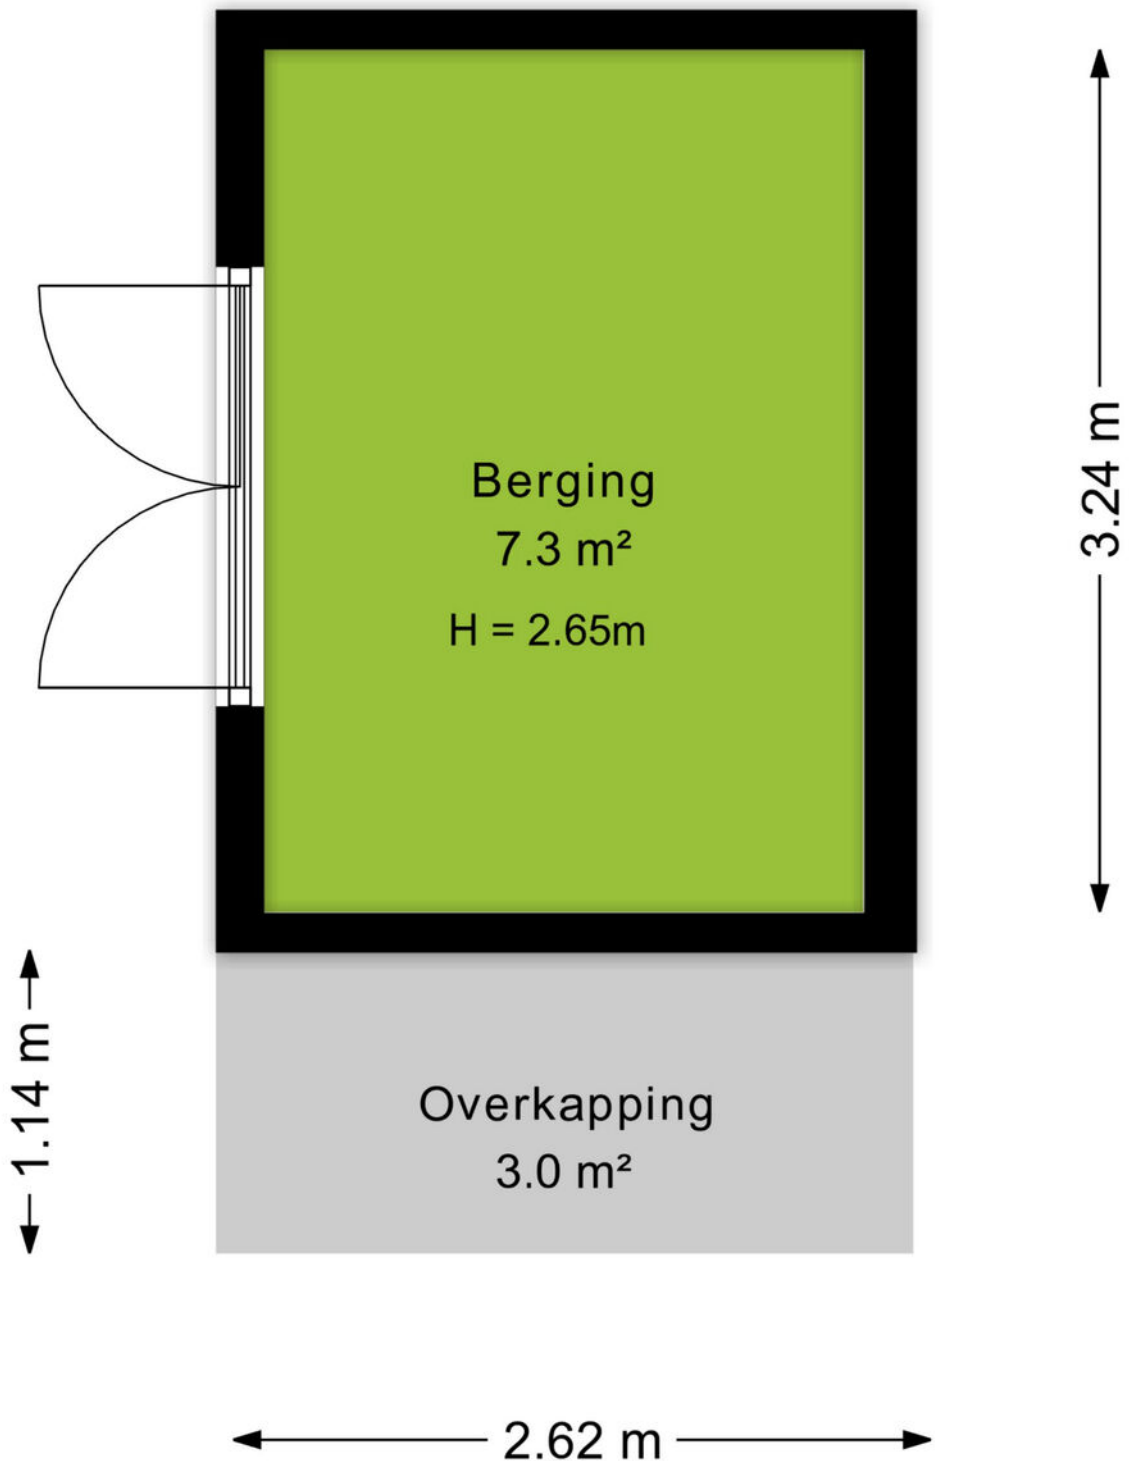 Berging
7.3 m²
H = 2.65m
3.24 m
1.14 m
Overkapping
3.0 m²
2.62 m